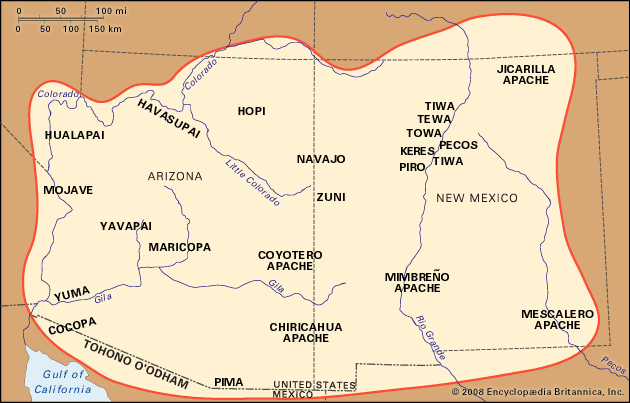 0 50 100 mi
0 50 100 150 km
JICARILLA
APACHE
Colorado
Colorado
HAVASUPAI
HOPI
TIWA
TEWA
TOWA
HUALAPAI
KERES
PECOS
TIWA
PIRO
NAVAJO
Little Colorado
ARIZONA
MOJAVE
ZUNI
NEW MEXICO
YAVAPAI
MARICOPA
COYOTERO
APACHE
MIMBREÑO
APACHE
YUMA
Gila
Gila
COCOPA
CHIRICAHUA
APACHE
Rio Grande
MESCALERO
APACHE
TOHONO O'ODHAM
Pecos
Gulf of
California
PIMA
UNITED STATES
MEXICO
© 2008 Encyclopædia Britannica, Inc.